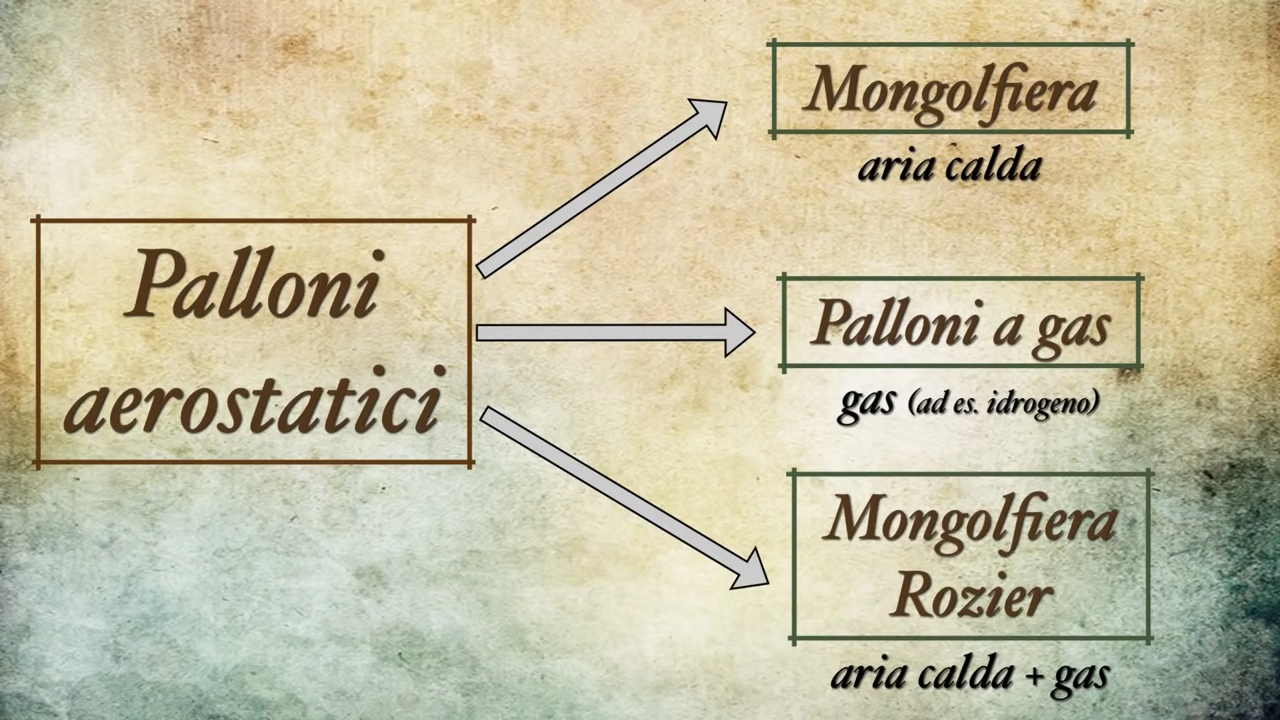 Palloni
aerostatici
Mongolfiera
aria calda
Palloni a gas
gas (ad es. idrogeno)
Mongolfiera
Rozier
aria calda + gas